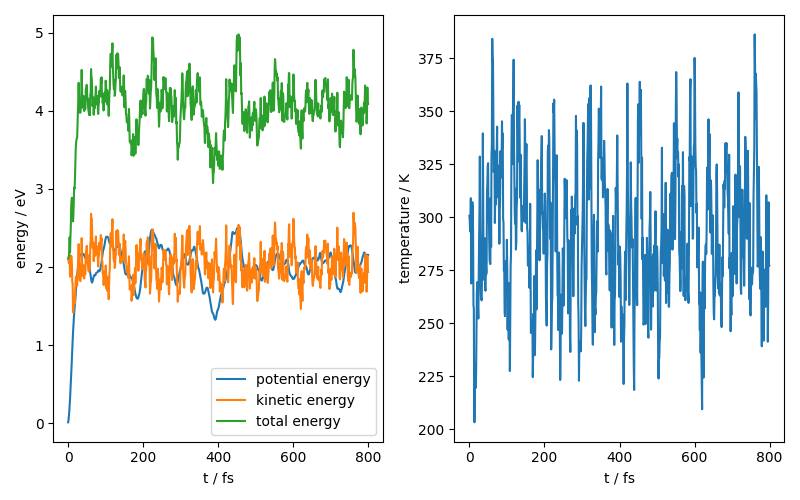 energy / eV
5
4
3
2
1
0
potential energy
kinetic energy
total energy
0 200 400 600 800
t / fs
temperature / K
375
350
325
300
275
250
225
200
0 200 400 600 800
t / fs